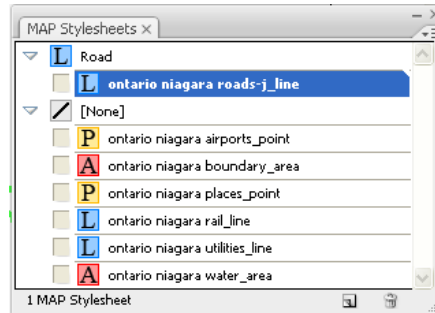 MAP Stylesheets ×
L Road
L ontario niagara roads-j_line
[None]
P ontario niagara airports_point
A ontario niagara boundary_area
P ontario niagara places_point
L ontario niagara rail_line
L ontario niagara utilities_line
A ontario niagara water_area
1 MAP Stylesheet